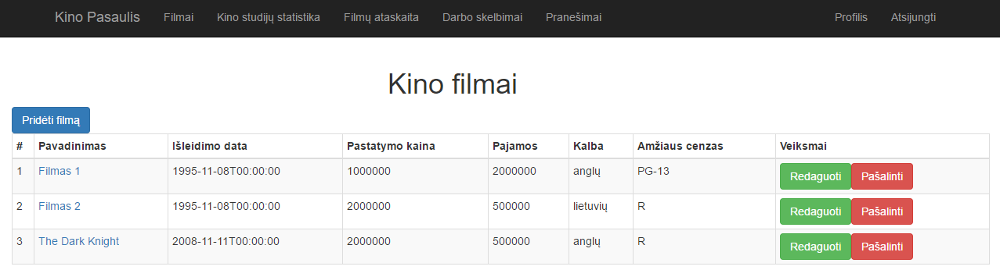 Kino Pasaulis Filmai Kino studijų statistika Filmų ataskaita Darbo skelbimai Pranešimai Profilis Atsijungti
Kino filmai
Pridėti filmą
# Pavadinimas Išleidimo data Pastatymo kaina Pajamos Kalba Amžiaus cenzas Veiksmai
1 Filmas 1 1995-11-08T00:00:00 1000000 2000000 anglų PG-13 Redaguoti Pašalinti
2 Filmas 2 1995-11-08T00:00:00 2000000 500000 lietuvių R Redaguoti Pašalinti
3 The Dark Knight 2008-11-11T00:00:00 2000000 500000 anglų R Redaguoti Pašalinti